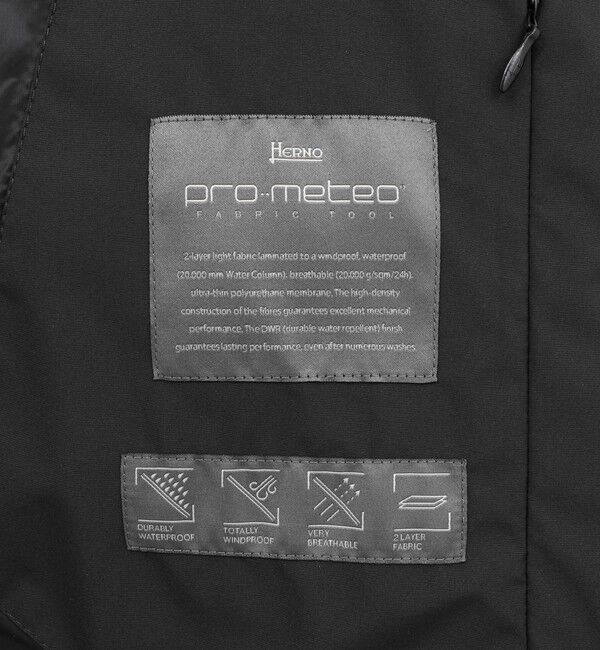 HERNO
pro··meteo™
FABRIC TOOL
2-layer light fabric laminated to a windproof, waterproof
(20.000 mm Water Column), breathable (20.000 g/sqm/24h),
ultra-thin polyurethane membrane. The high-density
construction of the fibres guarantees excellent mechanical
performance. The DWR (durable water repellent) finish
guarantees lasting performance, even after numerous washes.
DURABLY
WATERPROOF
TOTALLY
WINDPROOF
VERY
BREATHABLE
2 LAYER
FABRIC